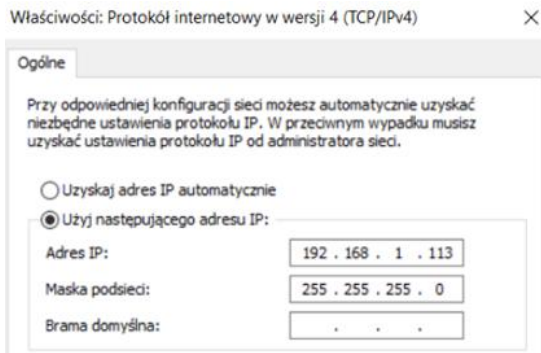 Właściwości: Protokół internetowy w wersji 4 (TCP/IPv4)
Ogólne
Przy odpowiedniej konfiguracji sieci możesz automatycznie uzyskać
niezbędne ustawienia protokołu IP. W przeciwnym wypadku musisz
uzyskać ustawienia protokołu IP od administratora sieci.
Uzyskaj adres IP automatycznie
Użyj następującego adresu IP:
Adres IP: 192 . 168 . 1 . 113
Maska podsieci: 255 . 255 . 255 . 0
Brama domyślna: . . .